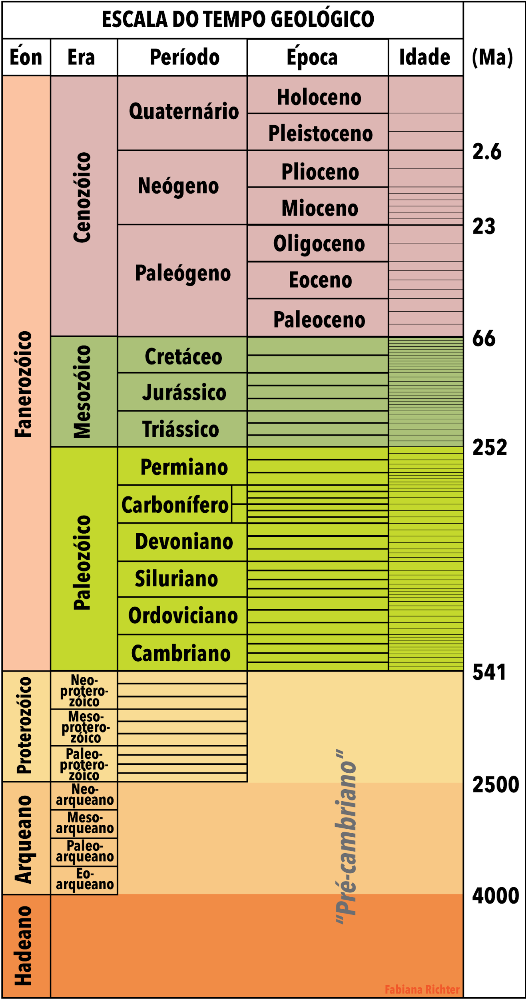 ESCALA DO TEMPO GEOLÓGICO
Éon
Era
Período
Época
Idade
(Ma)
Fanerozóico
Cenozóico
Quaternário
Holoceno
Pleistoceno
2.6
Neógeno
Plioceno
Mioceno
23
Paleógeno
Oligoceno
Eoceno
Paleoceno
66
Mesozóico
Cretáceo
Jurássico
Triássico
252
Paleozóico
Permiano
Carbonífero
Devoniano
Siluriano
Ordoviciano
Cambriano
541
Proterozóico
Neo-
protero-
zóico
Meso-
protero-
zóico
Paleo-
protero-
zóico
"Pré-cambriano"
2500
Arqueano
Neo-
arqueano
Meso-
arqueano
Paleo-
arqueano
Eo-
arqueano
4000
Hadeano
Fabiana Richter